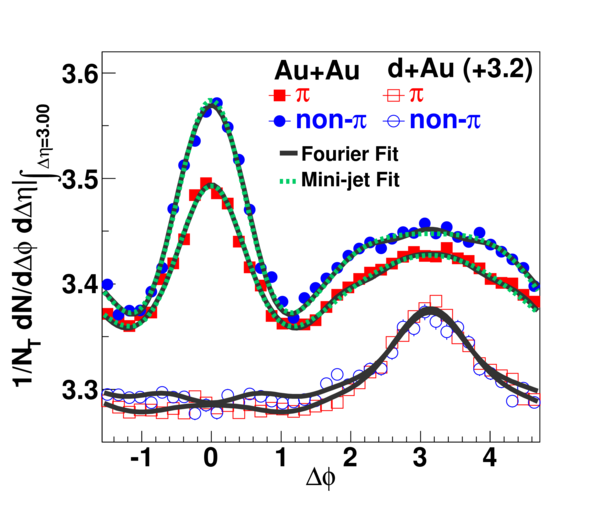 3.6
3.5
3.4
3.3
1/N_T dN/dΔϕ dΔη|∫Δη=3.00
Au+Au d+Au (+3.2)
π π
non-π non-π
Fourier Fit
Mini-jet Fit
-1 0 1 2 3 4
Δϕ